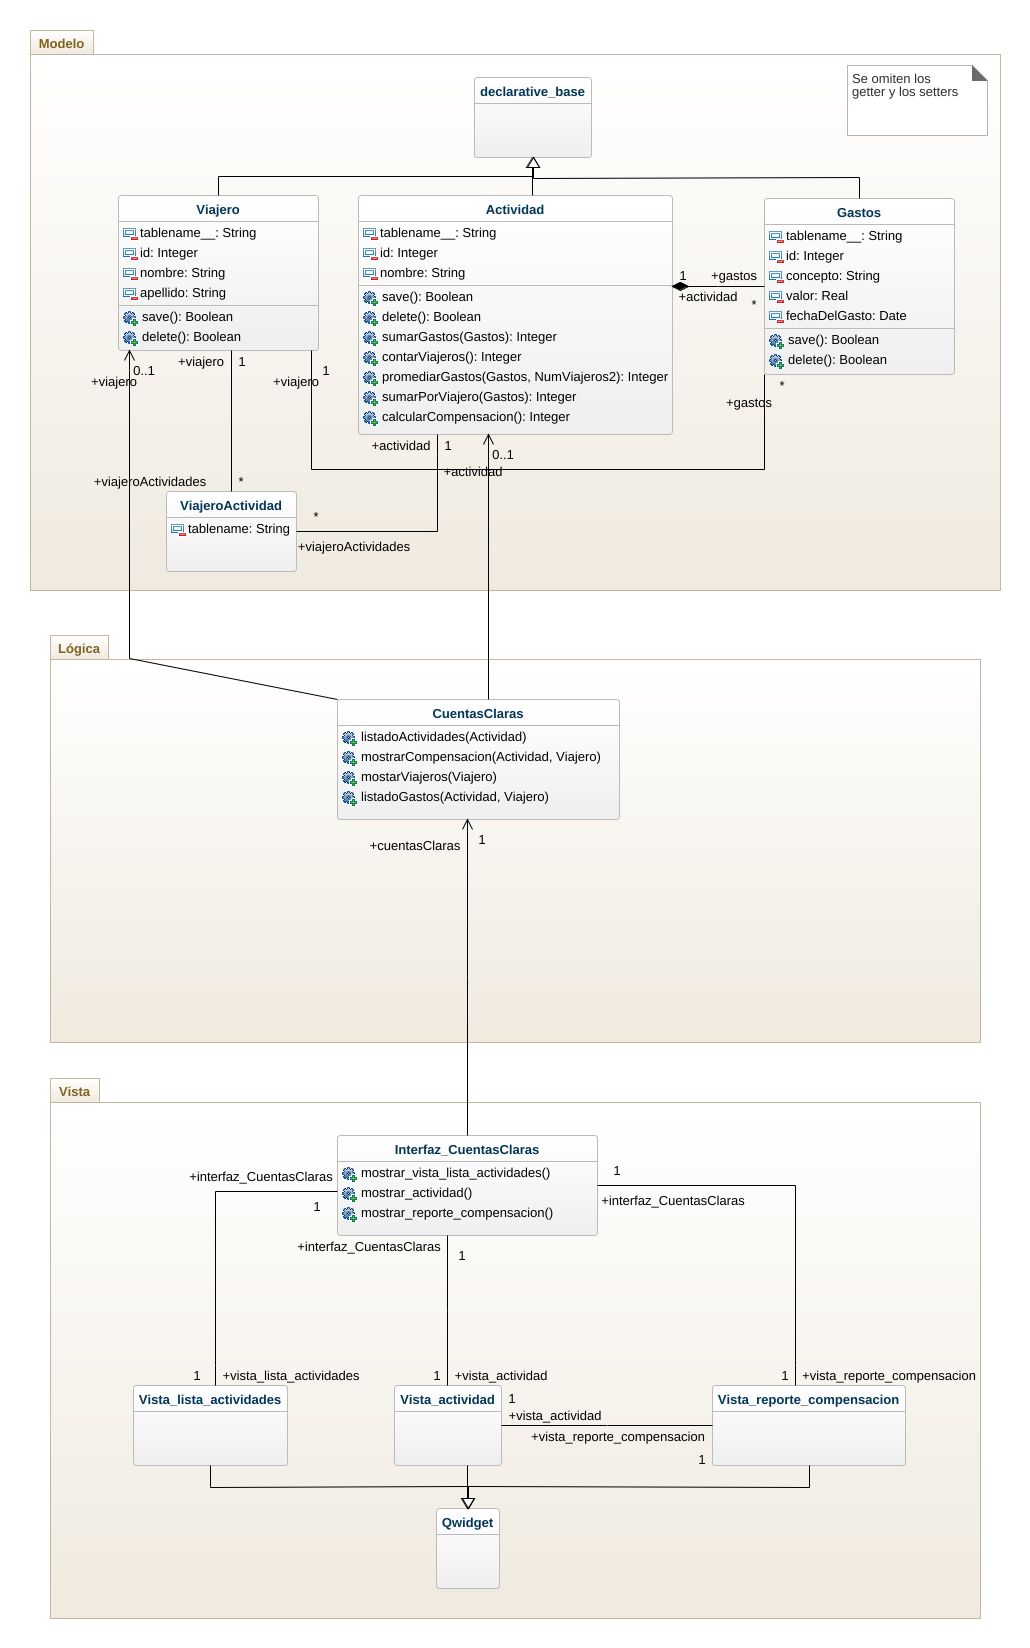 Modelo
Se omiten los
getter y los setters
declarative_base
Viajero
tablename__: String
id: Integer
nombre: String
apellido: String
save(): Boolean
delete(): Boolean
Actividad
tablename__: String
id: Integer
nombre: String
save(): Boolean
delete(): Boolean
sumarGastos(Gastos): Integer
contarViajeros(): Integer
promediarGastos(Gastos, NumViajeros2): Integer
sumarPorViajero(Gastos): Integer
calcularCompensacion(): Integer
Gastos
tablename__: String
id: Integer
concepto: String
valor: Real
fechaDelGasto: Date
save(): Boolean
delete(): Boolean
1
+gastos
+actividad
*
+viajero
0..1
+viajero
1
+viajero
1
*
+gastos
+actividad
1
0..1
+actividad
+viajeroActividades
*
ViajeroActividad
tablename: String
*
+viajeroActividades
Lógica
CuentasClaras
listadoActividades(Actividad)
mostrarCompensacion(Actividad, Viajero)
mostarViajeros(Viajero)
listadoGastos(Actividad, Viajero)
+cuentasClaras
1
Vista
Interfaz_CuentasClaras
mostrar_vista_lista_actividades()
mostrar_actividad()
mostrar_reporte_compensacion()
+interfaz_CuentasClaras
1
1
+interfaz_CuentasClaras
+interfaz_CuentasClaras
1
1
+vista_lista_actividades
1
+vista_actividad
1
+vista_reporte_compensacion
Vista_lista_actividades
Vista_actividad
1
+vista_actividad
+vista_reporte_compensacion
1
Vista_reporte_compensacion
Qwidget